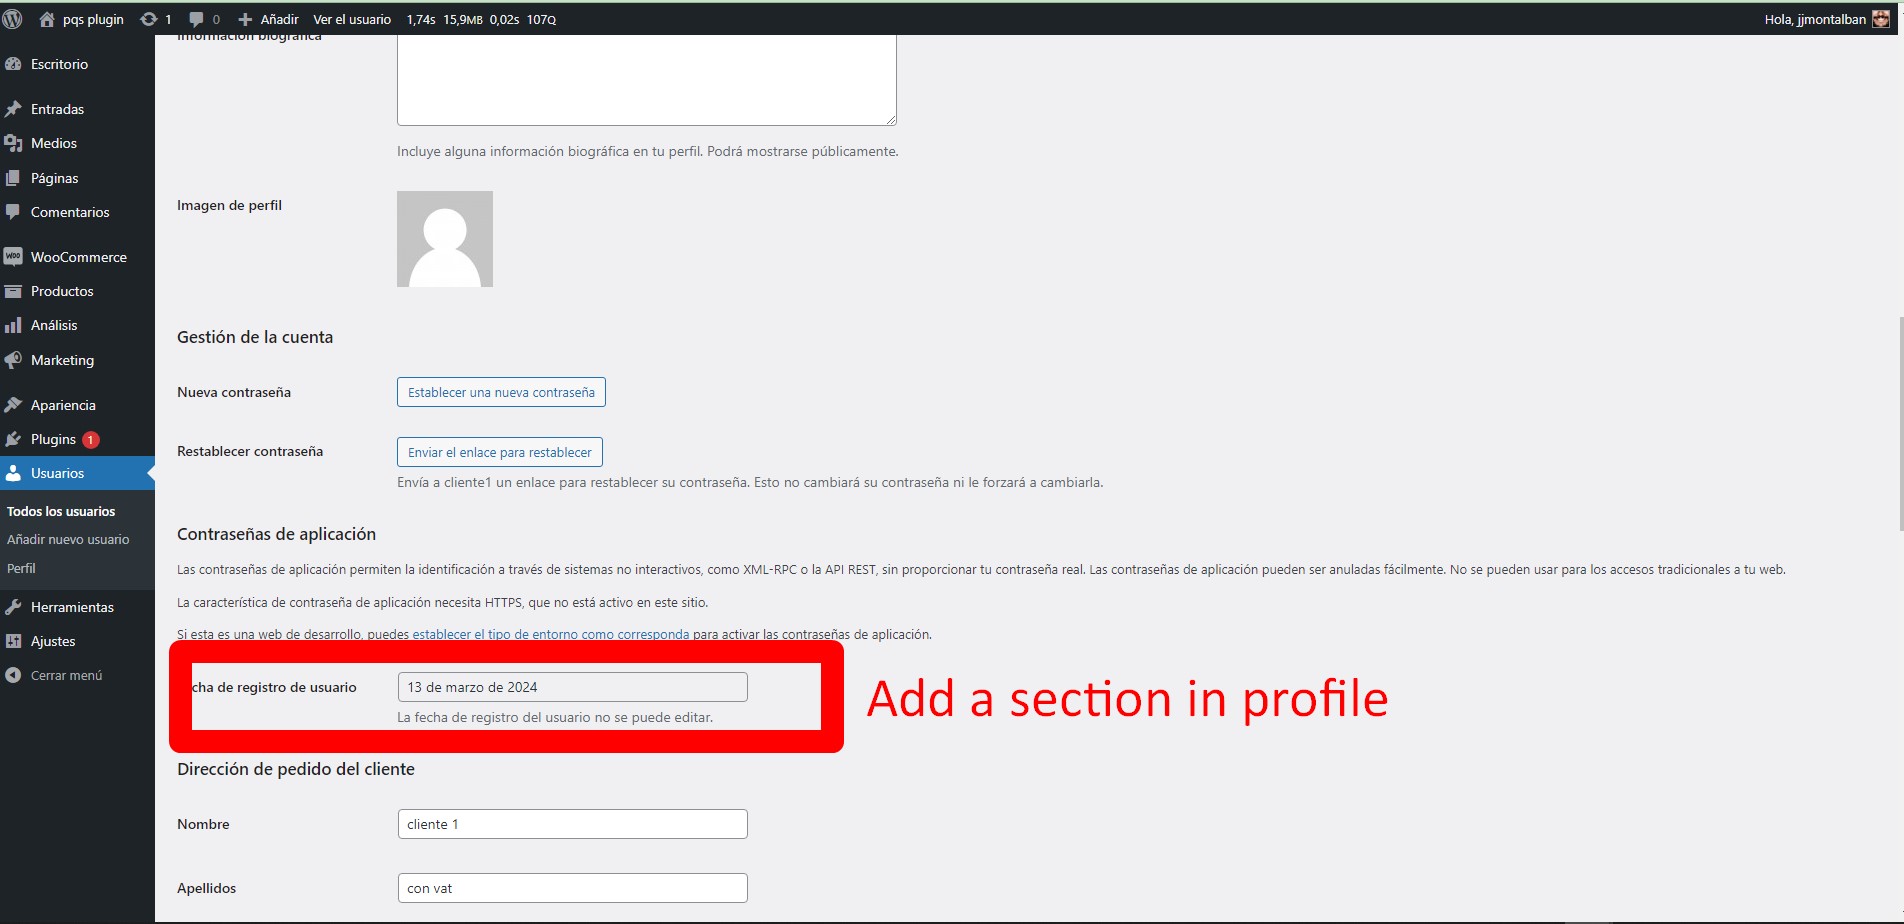 pqs plugin 1 0 Añadir Ver el usuario 1,74s 15,9MB 0,02s 107Q Hola, jjmontalban
Escritorio
Entradas
Medios
Páginas
Comentarios
WooCommerce
Productos
Análisis
Marketing
Apariencia
Plugins 1
Usuarios
Todos los usuarios
Añadir nuevo usuario
Perfil
Herramientas
Ajustes
Cerrar menú
Información biográfica
Incluye alguna información biográfica en tu perfil. Podrá mostrarse públicamente.
Imagen de perfil
Gestión de la cuenta
Nueva contraseña Establecer una nueva contraseña
Restablecer contraseña Enviar el enlace para restablecer
Envía a cliente1 un enlace para restablecer su contraseña. Esto no cambiará su contraseña ni le forzará a cambiarla.
Contraseñas de aplicación
Las contraseñas de aplicación permiten la identificación a través de sistemas no interactivos, como XML-RPC o la API REST, sin proporcionar tu contraseña real. Las contraseñas de aplicación pueden ser anuladas fácilmente. No se pueden usar para los accesos tradicionales a tu web.
La característica de contraseña de aplicación necesita HTTPS, que no está activo en este sitio.
Si esta es una web de desarrollo, puedes establecer el tipo de entorno como corresponda para activar las contraseñas de aplicación.
cha de registro de usuario 13 de marzo de 2024
La fecha de registro del usuario no se puede editar.
Add a section in profile
Dirección de pedido del cliente
Nombre cliente 1
Apellidos con vat